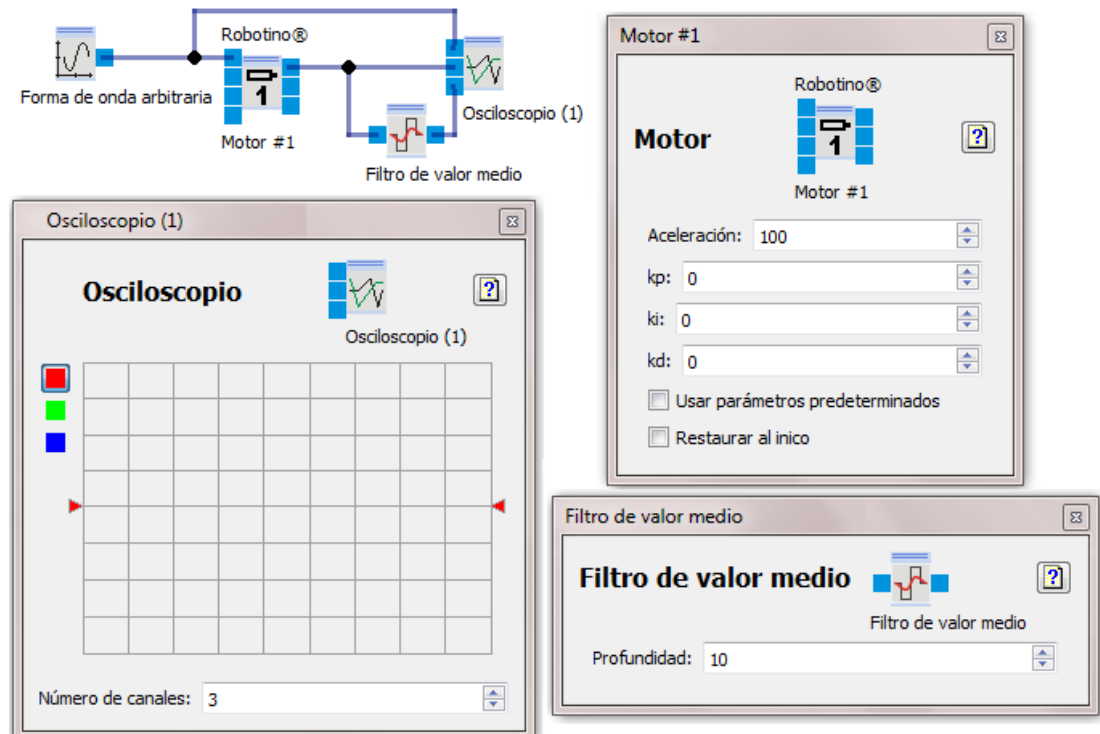 Robotino®
1
Forma de onda arbitraria
Motor #1
Osciloscopio (1)
Filtro de valor medio
Osciloscopio (1)
Osciloscopio
Osciloscopio (1)
Número de canales: 3
Motor #1
Robotino®
Motor
1
Motor #1
Aceleración: 100
kp: 0
ki: 0
kd: 0
Usar parámetros predeterminados
Restaurar al inico
Filtro de valor medio
Filtro de valor medio
Filtro de valor medio
Profundidad: 10